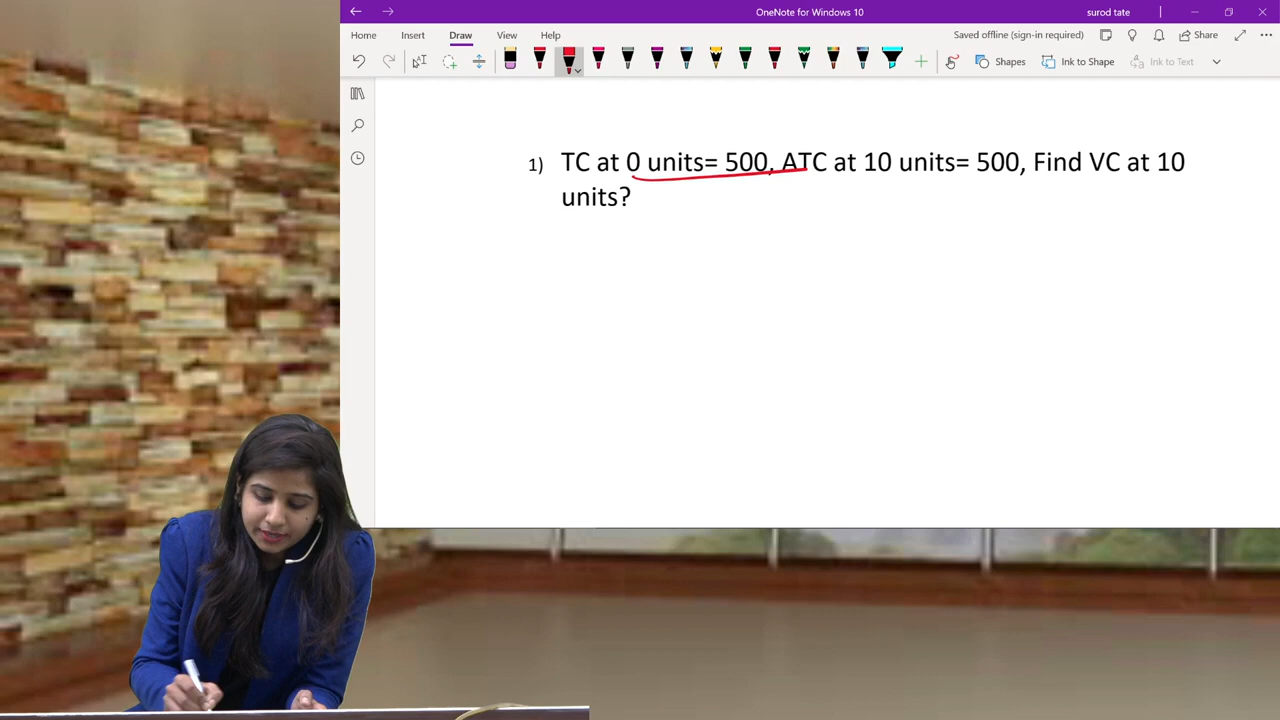 OneNote for Windows 10
surod tate
Home Insert Draw View Help
Saved offline (sign-in required)
Share
Shapes
Ink to Shape
Ink to Text
1) TC at 0 units= 500, ATC at 10 units= 500, Find VC at 10
units?